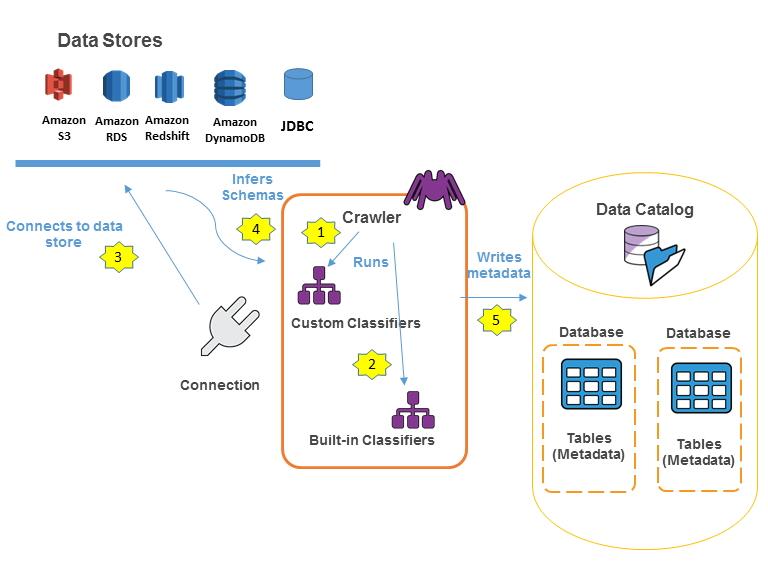 Data Stores
Amazon
S3
Amazon
RDS
Amazon
Redshift
Amazon
DynamoDB
JDBC
Infers
Schemas
4
Connects to data
store
3
Connection
1
Crawler
Runs
Custom Classifiers
2
Built-in Classifiers
Writes
metadata
5
Data Catalog
Database
Tables
(Metadata)
Database
Tables
(Metadata)